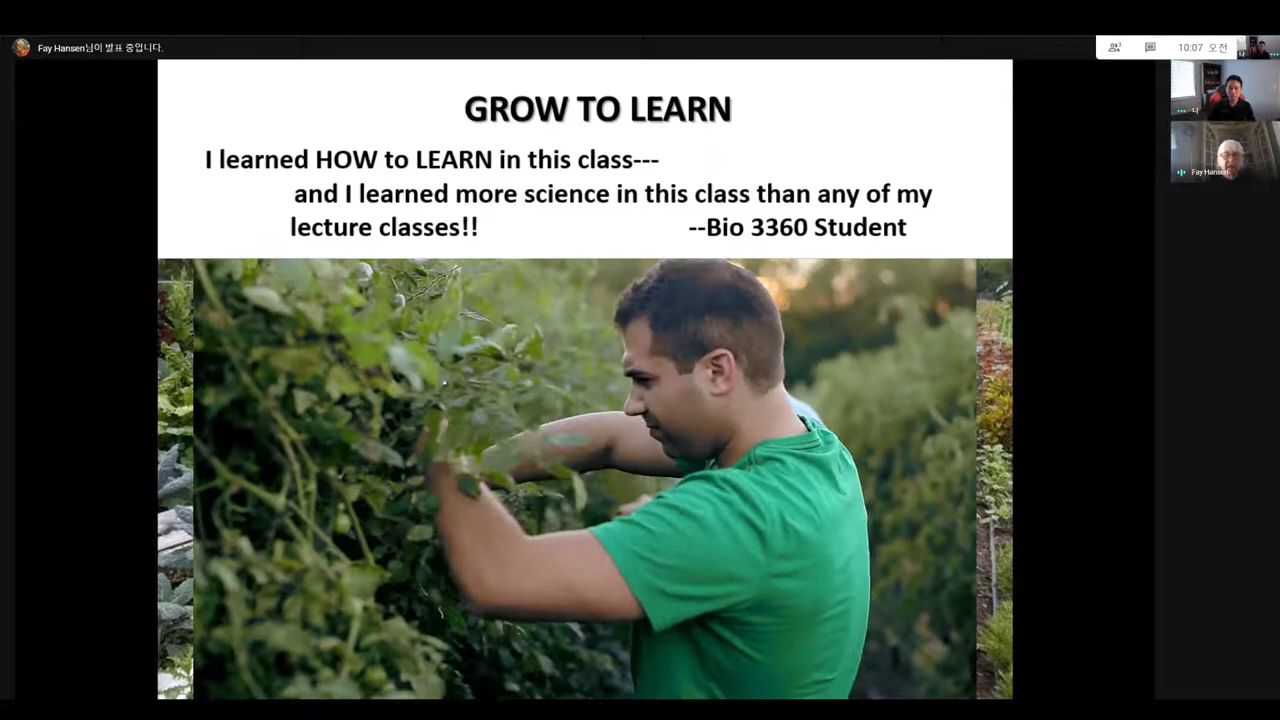 Fay Hansen님이 발표 중입니다.
10:07 오전
나
Fay Hansen
GROW TO LEARN
I learned HOW to LEARN in this class---
and I learned more science in this class than any of my
lecture classes!! --Bio 3360 Student